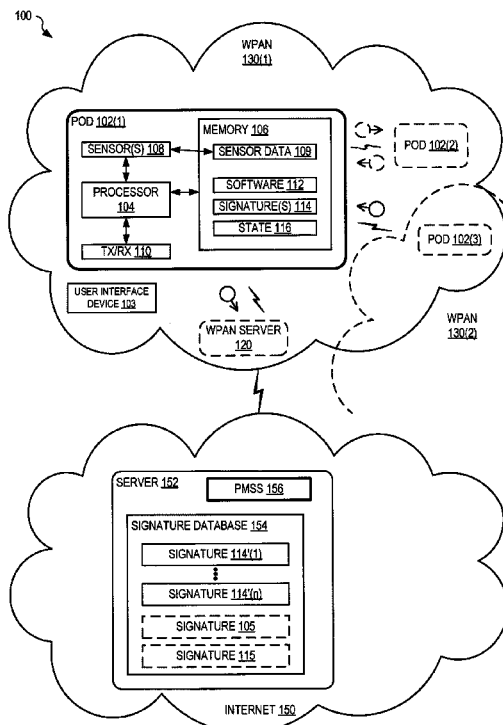 100
WPAN
130(1)
POD 102(1)
SENSOR(S) 108
PROCESSOR
104
TX/RX 110
MEMORY 106
SENSOR DATA 109
SOFTWARE 112
SIGNATURE(S) 114
STATE 116
POD 102(2)
POD 102(3)
USER INTERFACE
DEVICE 103
WPAN SERVER
120
WPAN
130(2)
SERVER 152
PMSS 156
SIGNATURE DATABASE 154
SIGNATURE 114'(1)
SIGNATURE 114'(n)
SIGNATURE 105
SIGNATURE 115
INTERNET 150